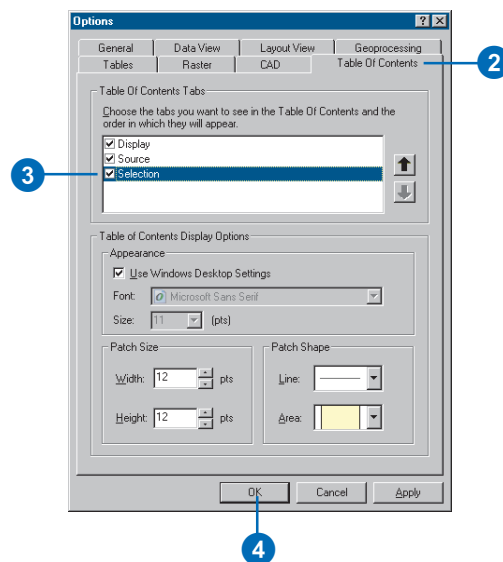 Options
General Data View Layout View Geoprocessing
Tables Raster CAD Table Of Contents
2
Table Of Contents Tabs
Choose the tabs you want to see in the Table Of Contents and the
order in which they will appear.
Display
Source
3
Selection
Table of Contents Display Options
Appearance
Use Windows Desktop Settings
Font: Microsoft Sans Serif
Size: 11 (pts)
Patch Size Patch Shape
Width: 12 pts Line:
Height: 12 pts Area:
OK Cancel Apply
4